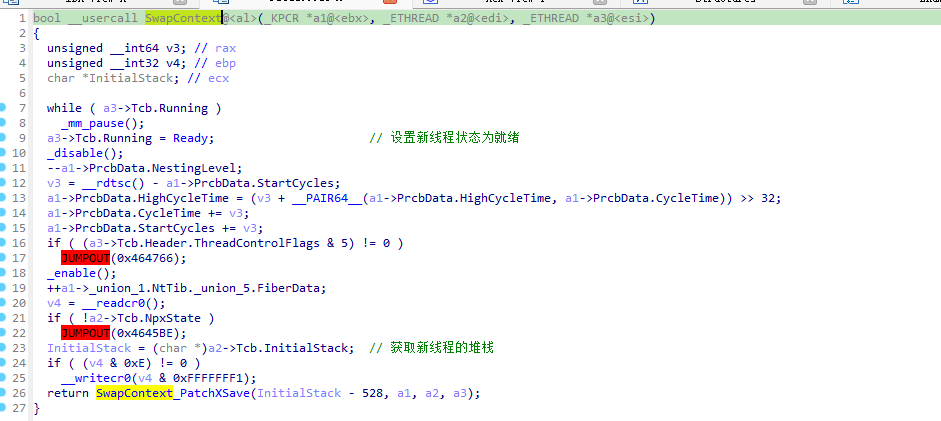 1 bool __usercall SwapContext@<al>(_KPCR *a1@<ebx>, _ETHREAD *a2@<edi>, _ETHREAD *a3@<esi>)
2 {
3 unsigned __int64 v3; // rax
4 unsigned __int32 v4; // ebp
5 char *InitialStack; // ecx
6
7 while ( a3->Tcb.Running )
8 _mm_pause();
9 a3->Tcb.Running = Ready; // 设置新线程状态为就绪
10 _disable();
11 --a1->PrcbData.NestingLevel;
12 v3 = __rdtsc() - a1->PrcbData.StartCycles;
13 a1->PrcbData.HighCycleTime = (v3 + __PAIR64__(a1->PrcbData.HighCycleTime, a1->PrcbData.CycleTime)) >> 32;
14 a1->PrcbData.CycleTime += v3;
15 a1->PrcbData.StartCycles += v3;
16 if ( (a3->Tcb.Header.ThreadControlFlags & 5) != 0 )
17 JUMPOUT(0x464766);
18 _enable();
19 ++a1->_union_1.NtTib._union_5.FiberData;
20 v4 = __readcr0();
21 if ( !a2->Tcb.NpxState )
22 JUMPOUT(0x4645BE);
23 InitialStack = (char *)a2->Tcb.InitialStack; // 获取新线程的堆栈
24 if ( (v4 & 0xE) != 0 )
25 __writecr0(v4 & 0xFFFFFFF1);
26 return SwapContext_PatchXSave(InitialStack - 528, a1, a2, a3);
27 }